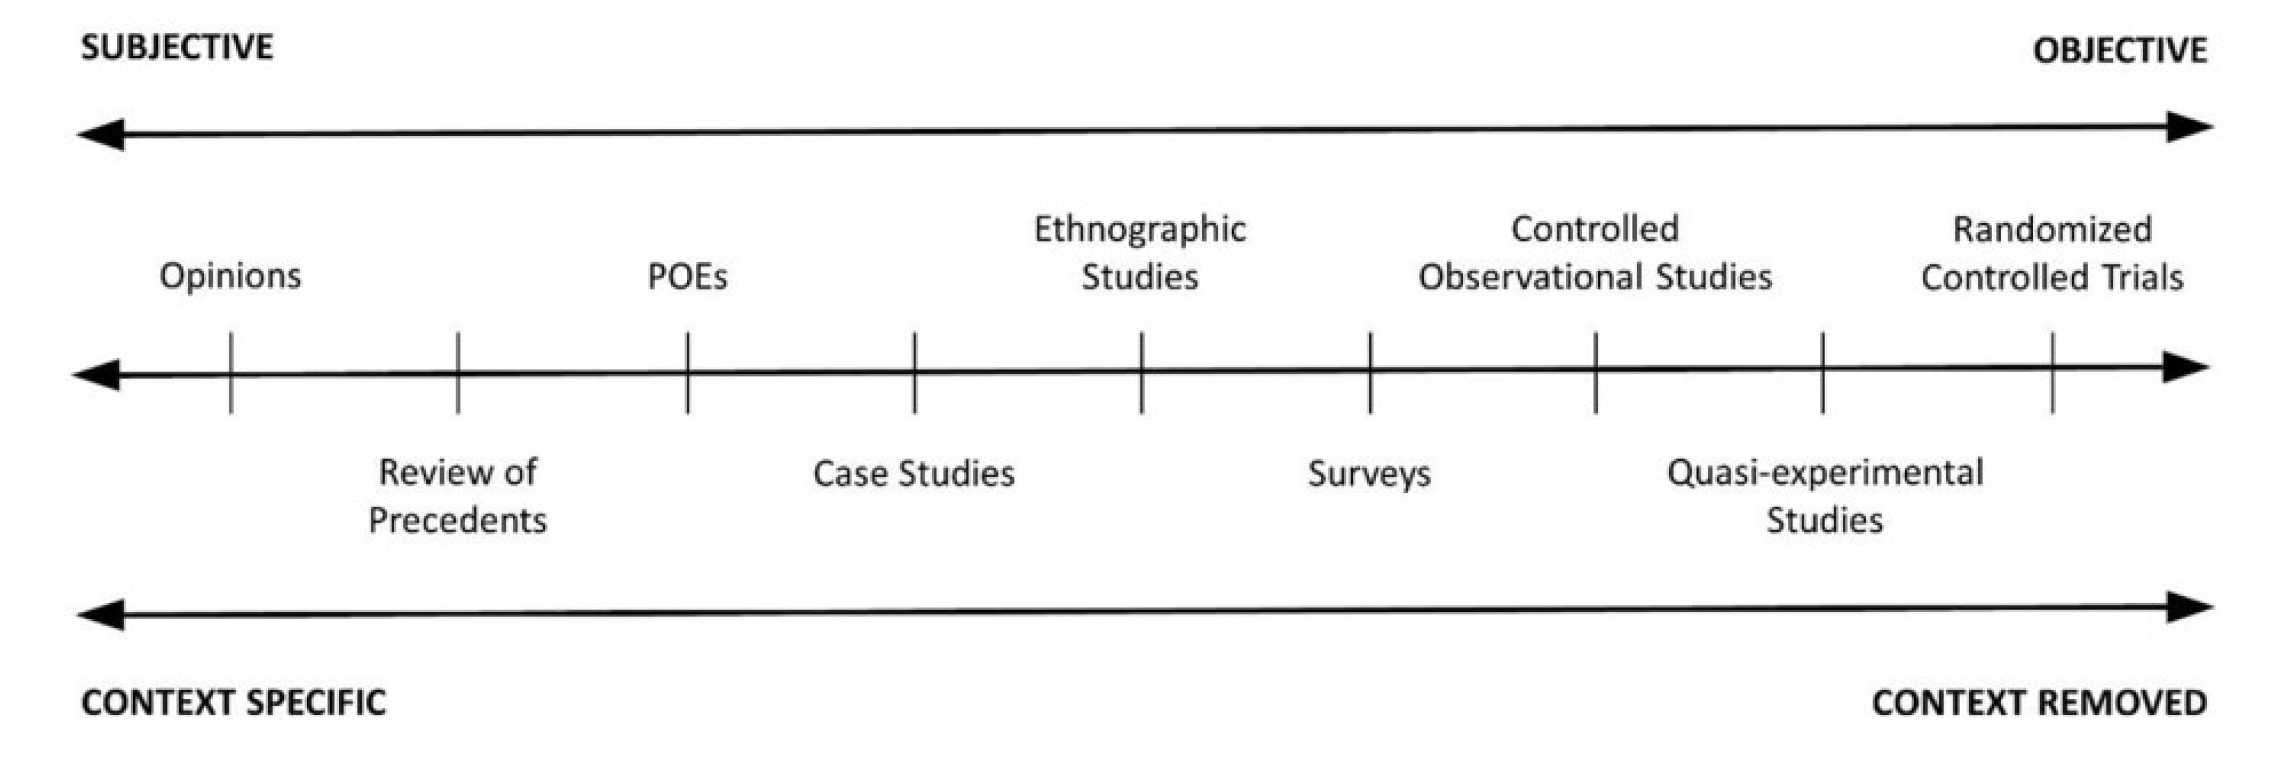 SUBJECTIVE
OBJECTIVE
Opinions
POEs
Ethnographic
Studies
Controlled
Observational Studies
Randomized
Controlled Trials
Review of
Precedents
Case Studies
Surveys
Quasi-experimental
Studies
CONTEXT SPECIFIC
CONTEXT REMOVED